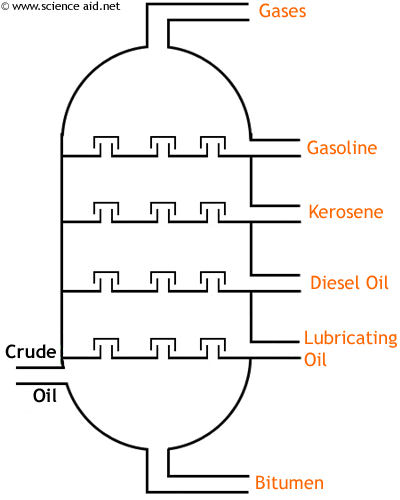 © www.science aid.net
Gases
Gasoline
Kerosene
Diesel Oil
Lubricating
Oil
Crude
Oil
Bitumen